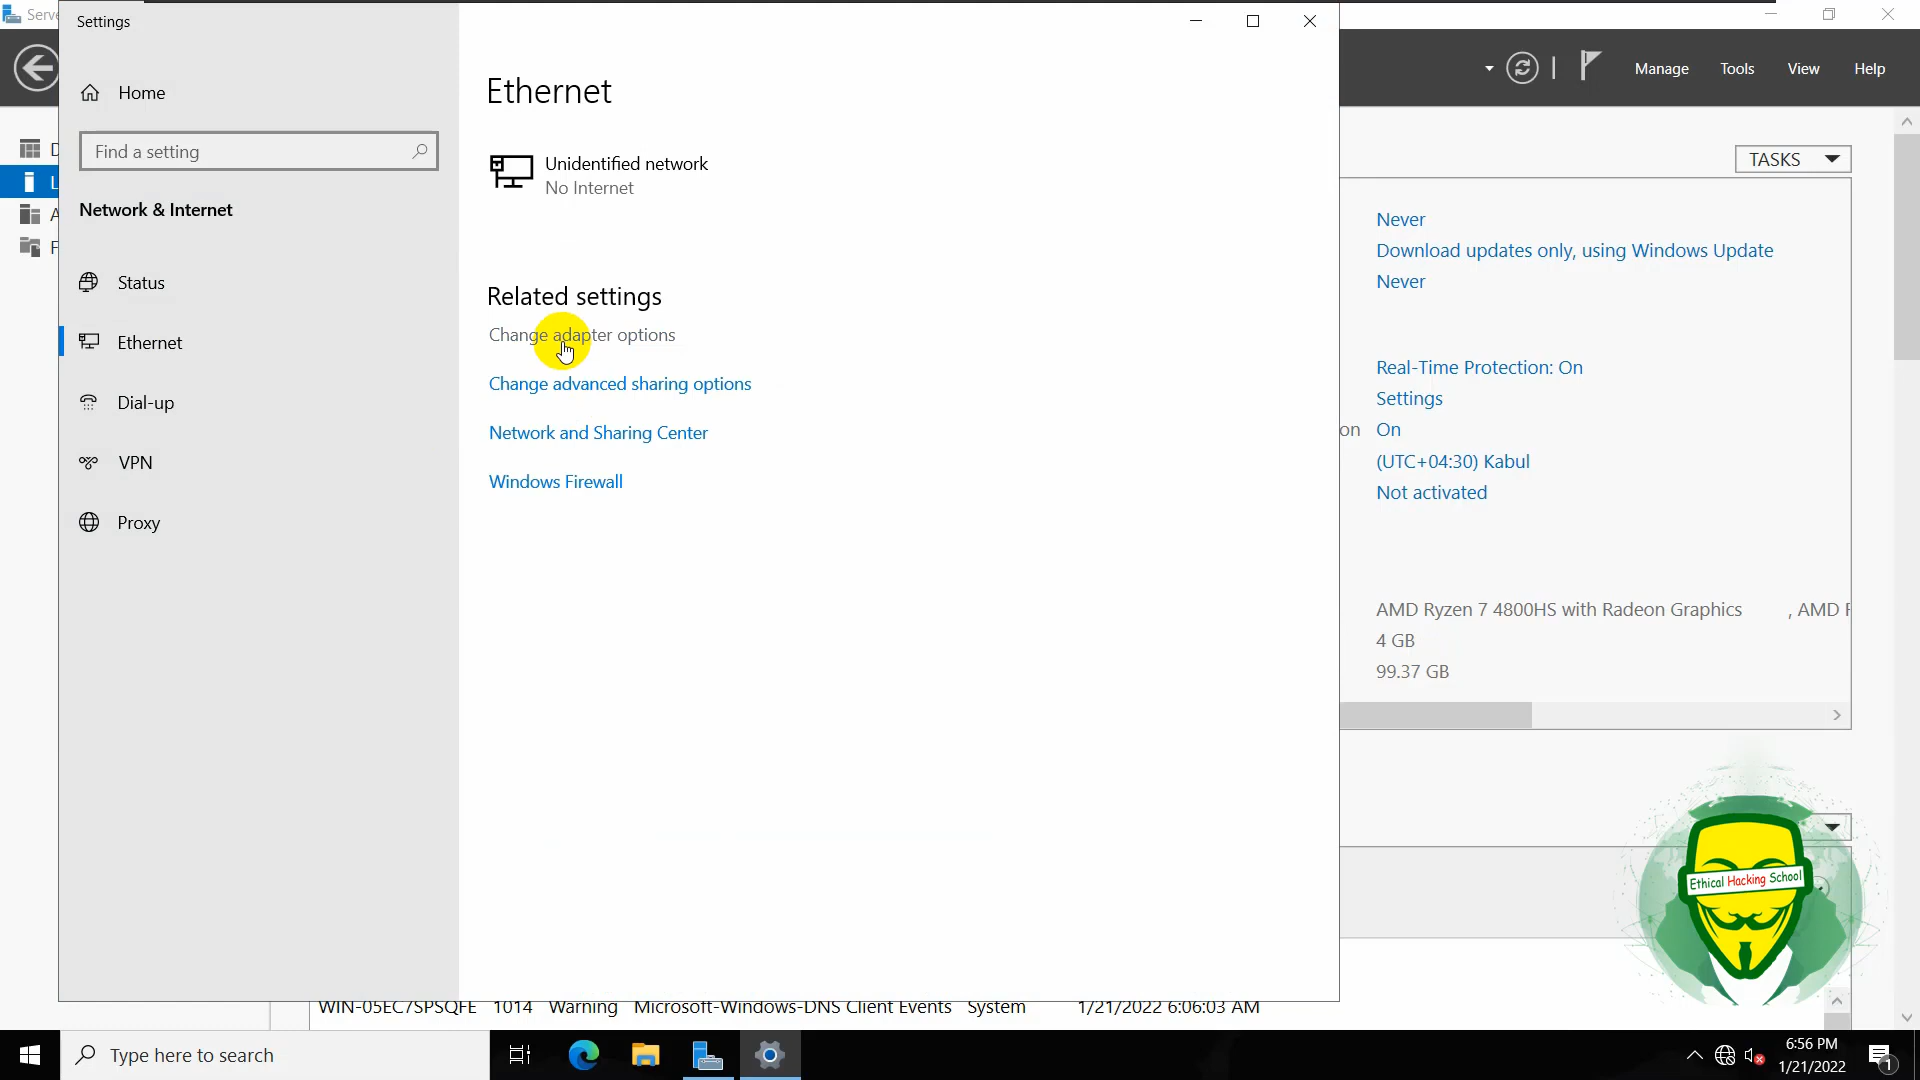 Serve
Settings
Home
Find a setting
Network & Internet
Status
Ethernet
Dial-up
VPN
Proxy
Ethernet
Unidentified network
No Internet
Related settings
Change adapter options
Change advanced sharing options
Network and Sharing Center
Windows Firewall
Manage Tools View Help
TASKS
Never
Download updates only, using Windows Update
Never
Real-Time Protection: On
Settings
on On
(UTC+04:30) Kabul
Not activated
AMD Ryzen 7 4800HS with Radeon Graphics , AMD
4 GB
99.37 GB
Ethical Hacking School
WIN-05EC7SPSQFE 1014 Warning Microsoft-Windows-DNS Client Events System 1/21/2022 6:06:03 AM
Type here to search
6:56 PM
1/21/2022
1